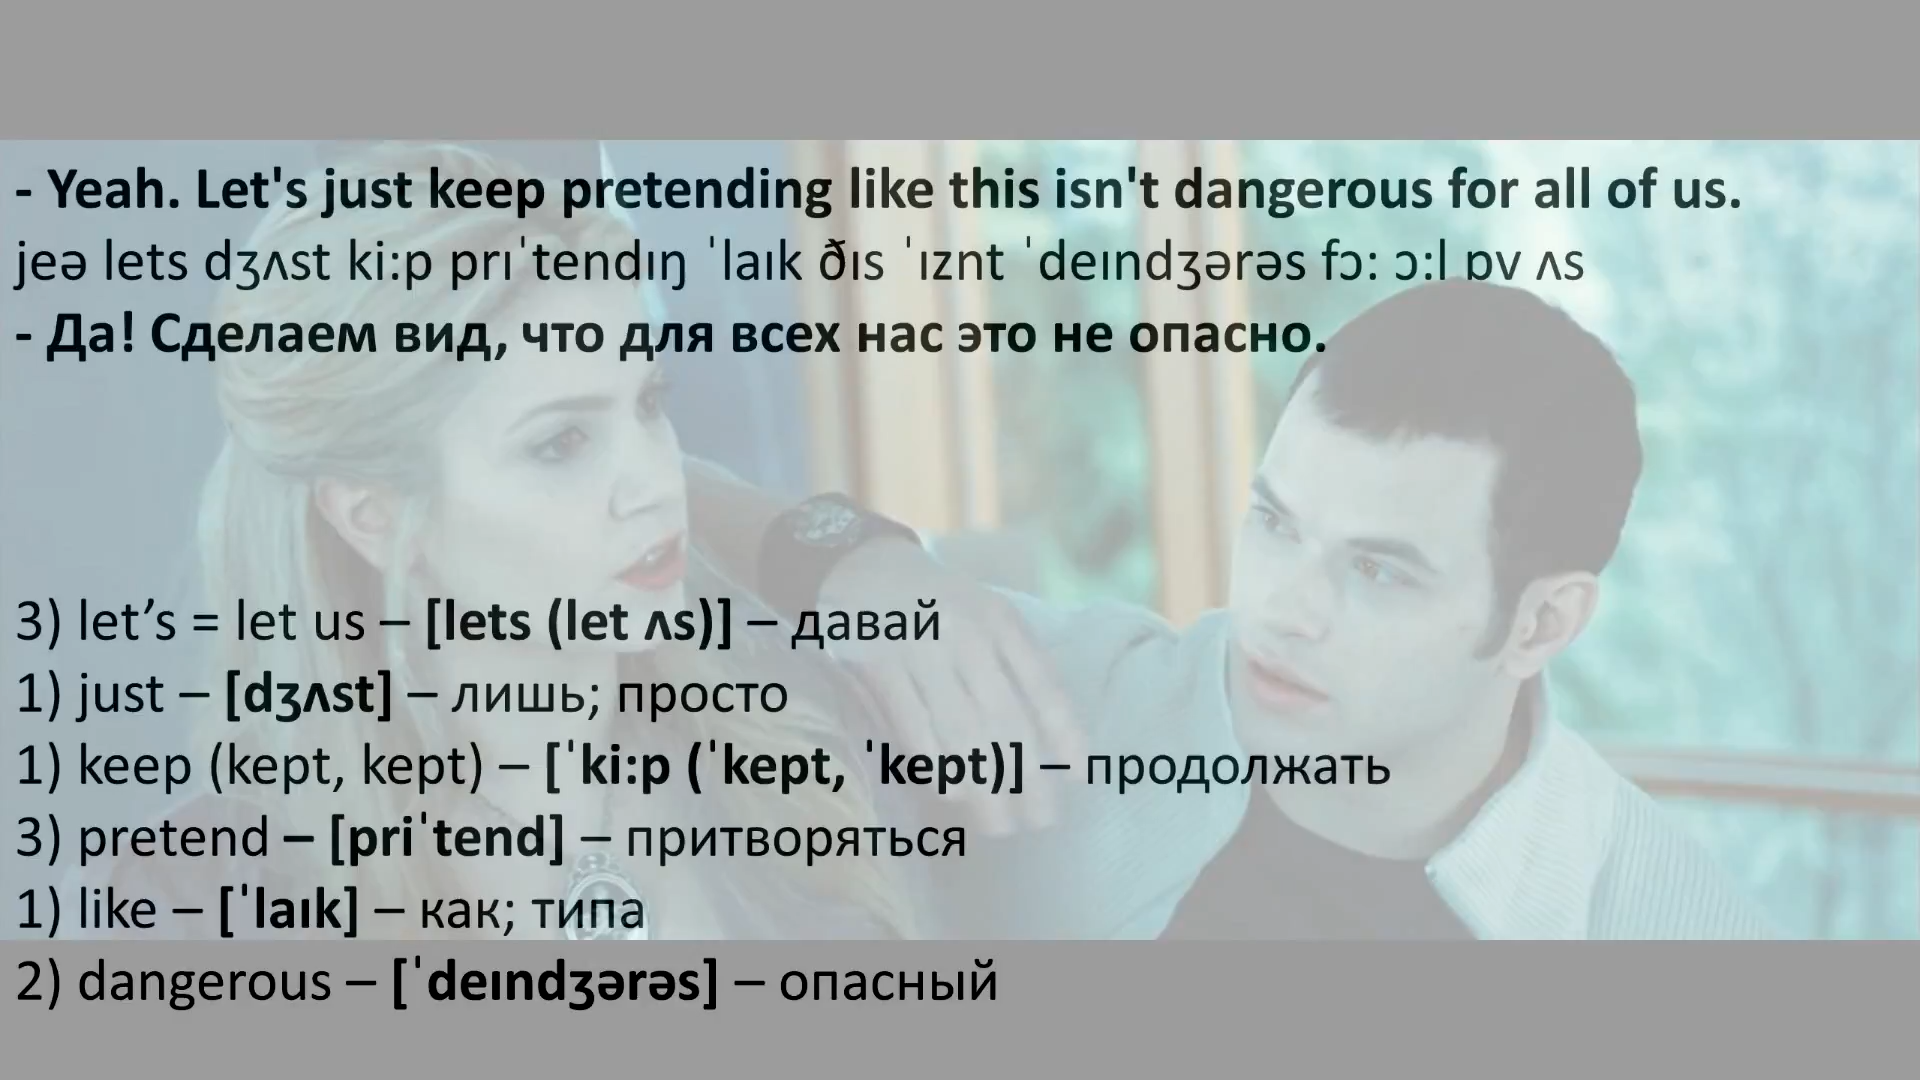 - Yeah. Let's just keep pretending like this isn't dangerous for all of us.
jeə lets dʒʌst ki:p prɪˈtendɪŋ ˈlaɪk ðɪs ˈɪznt ˈdeɪndʒərəs fɔ: ɔ:l ɒv ʌs
- Да! Сделаем вид, что для всех нас это не опасно.
3) let’s = let us – [lets (let ʌs)] – давай
1) just – [dʒʌst] – лишь; просто
1) keep (kept, kept) – [ˈki:p (ˈkept, ˈkept)] – продолжать
3) pretend – [priˈtend] – притворяться
1) like – [ˈlaɪk] – как; типа
2) dangerous – [ˈdeɪndʒərəs] – опасный